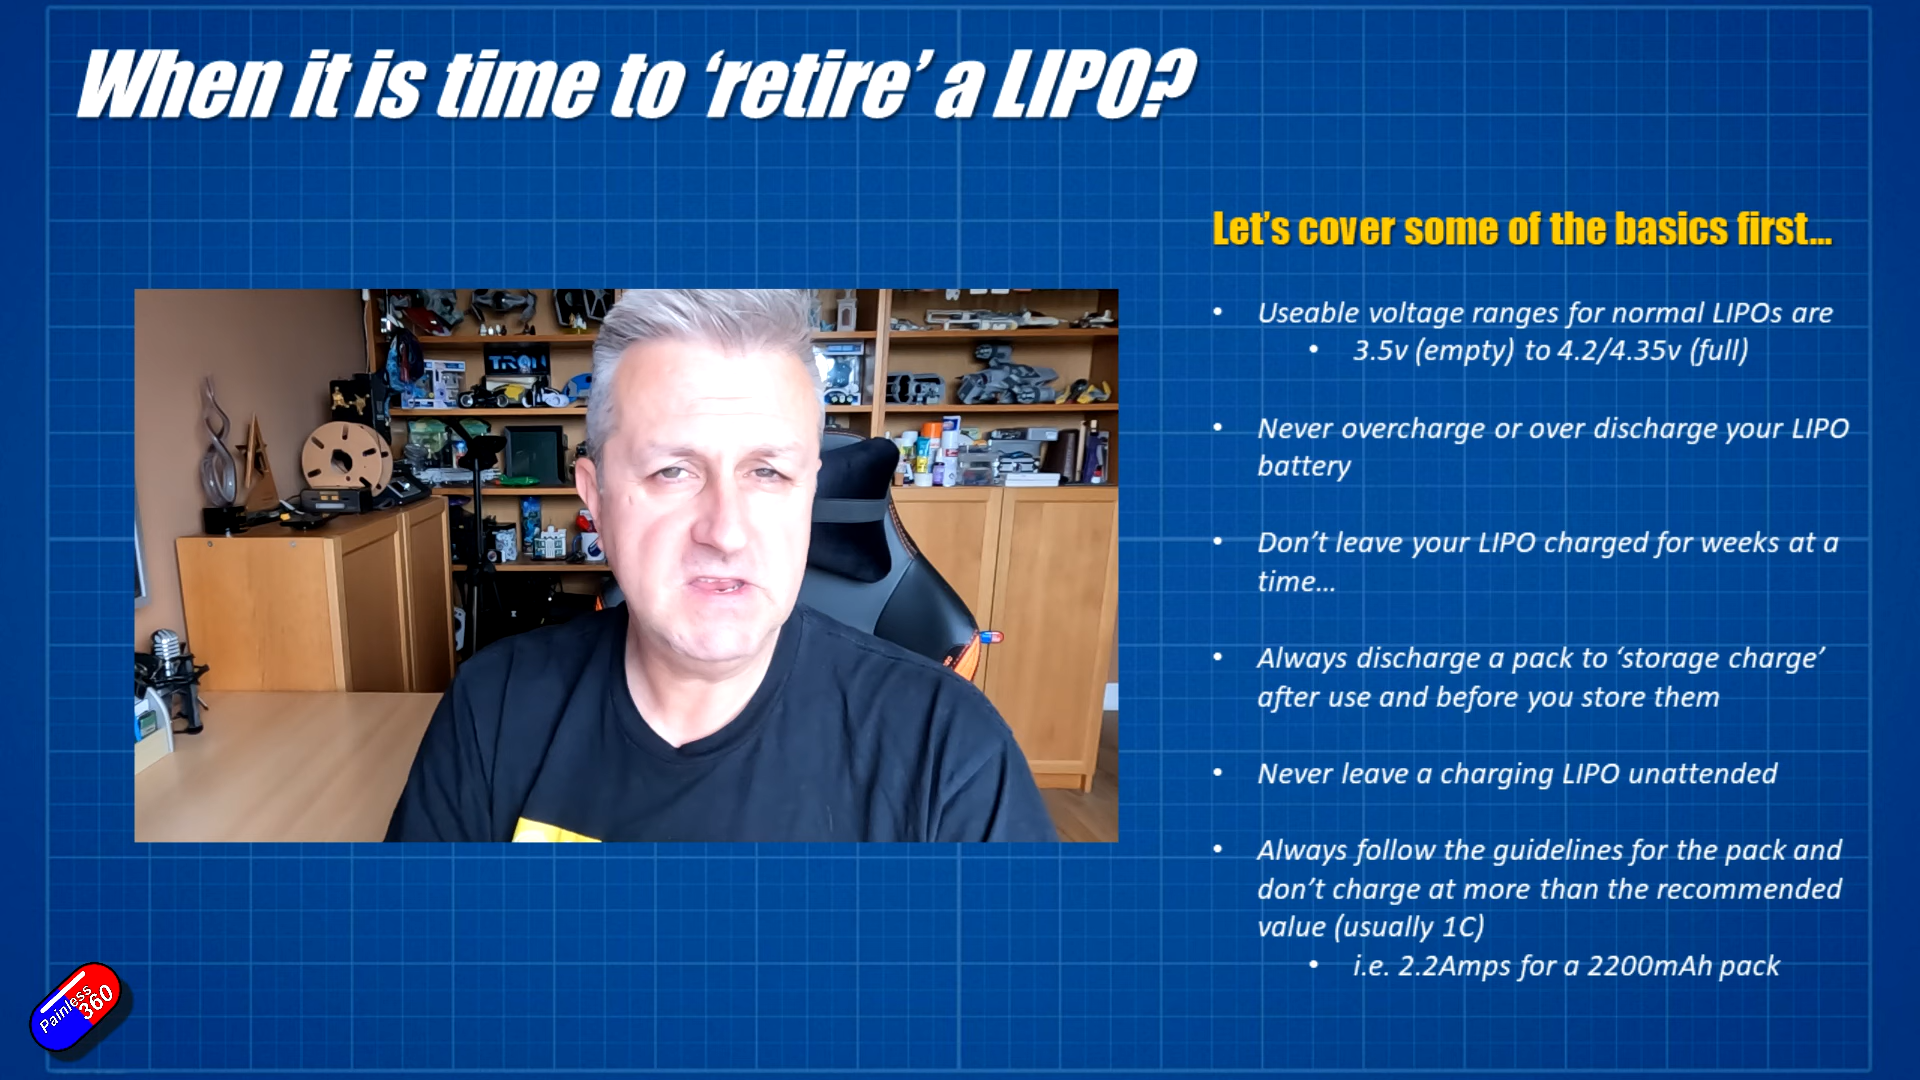 When it is time to ‘retire’ a LIPO?
Let’s cover some of the basics first...
• Useable voltage ranges for normal LIPOs are
• 3.5v (empty) to 4.2/4.35v (full)
• Never overcharge or over discharge your LIPO
battery
• Don’t leave your LIPO charged for weeks at a
time...
• Always discharge a pack to ‘storage charge’
after use and before you store them
• Never leave a charging LIPO unattended
• Always follow the guidelines for the pack and
don’t charge at more than the recommended
value (usually 1C)
• i.e. 2.2Amps for a 2200mAh pack
TRON
Painless
360